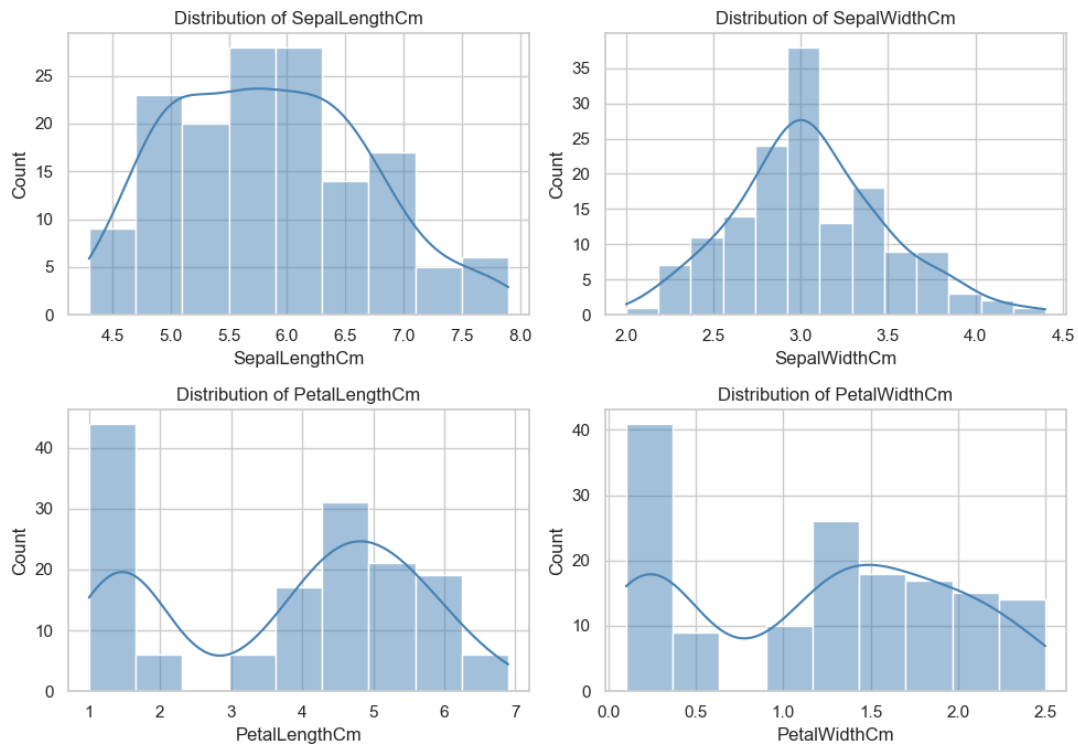 Distribution of SepalLengthCm
Count
25
20
15
10
5
0
4.5 5.0 5.5 6.0 6.5 7.0 7.5 8.0
SepalLengthCm
Distribution of SepalWidthCm
Count
35
30
25
20
15
10
5
0
2.0 2.5 3.0 3.5 4.0 4.5
SepalWidthCm
Distribution of PetalLengthCm
Count
40
30
20
10
0
1 2 3 4 5 6 7
PetalLengthCm
Distribution of PetalWidthCm
Count
40
30
20
10
0
0.0 0.5 1.0 1.5 2.0 2.5
PetalWidthCm